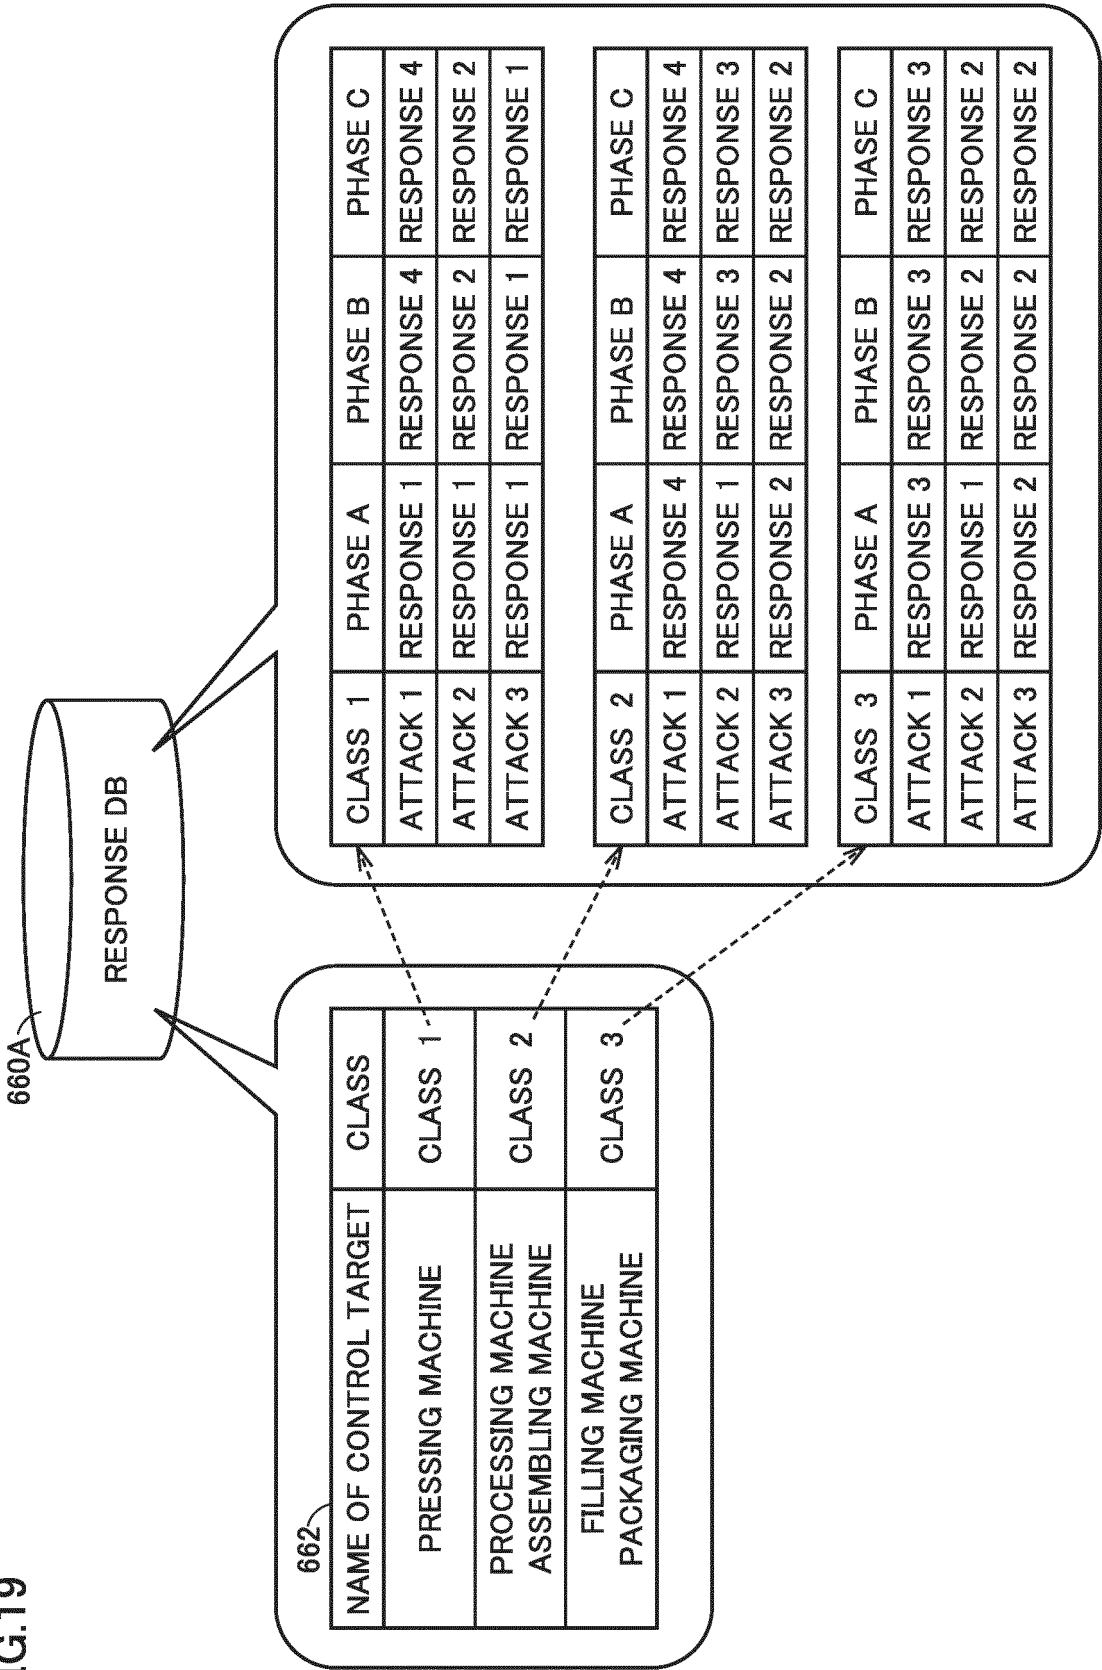 FIG.19
660A
RESPONSE DB
662
NAME OF CONTROL TARGET CLASS
PRESSING MACHINE CLASS 1
PROCESSING MACHINE
ASSEMBLING MACHINE
CLASS 2
FILLING MACHINE
PACKAGING MACHINE
CLASS 3
CLASS 1 PHASE A PHASE B PHASE C
ATTACK 1 RESPONSE 1 RESPONSE 4 RESPONSE 4
ATTACK 2 RESPONSE 1 RESPONSE 2 RESPONSE 2
ATTACK 3 RESPONSE 1 RESPONSE 1 RESPONSE 1
CLASS 2 PHASE A PHASE B PHASE C
ATTACK 1 RESPONSE 4 RESPONSE 4 RESPONSE 4
ATTACK 2 RESPONSE 1 RESPONSE 3 RESPONSE 3
ATTACK 3 RESPONSE 2 RESPONSE 2 RESPONSE 2
CLASS 3 PHASE A PHASE B PHASE C
ATTACK 1 RESPONSE 3 RESPONSE 3 RESPONSE 3
ATTACK 2 RESPONSE 1 RESPONSE 2 RESPONSE 2
ATTACK 3 RESPONSE 2 RESPONSE 2 RESPONSE 2